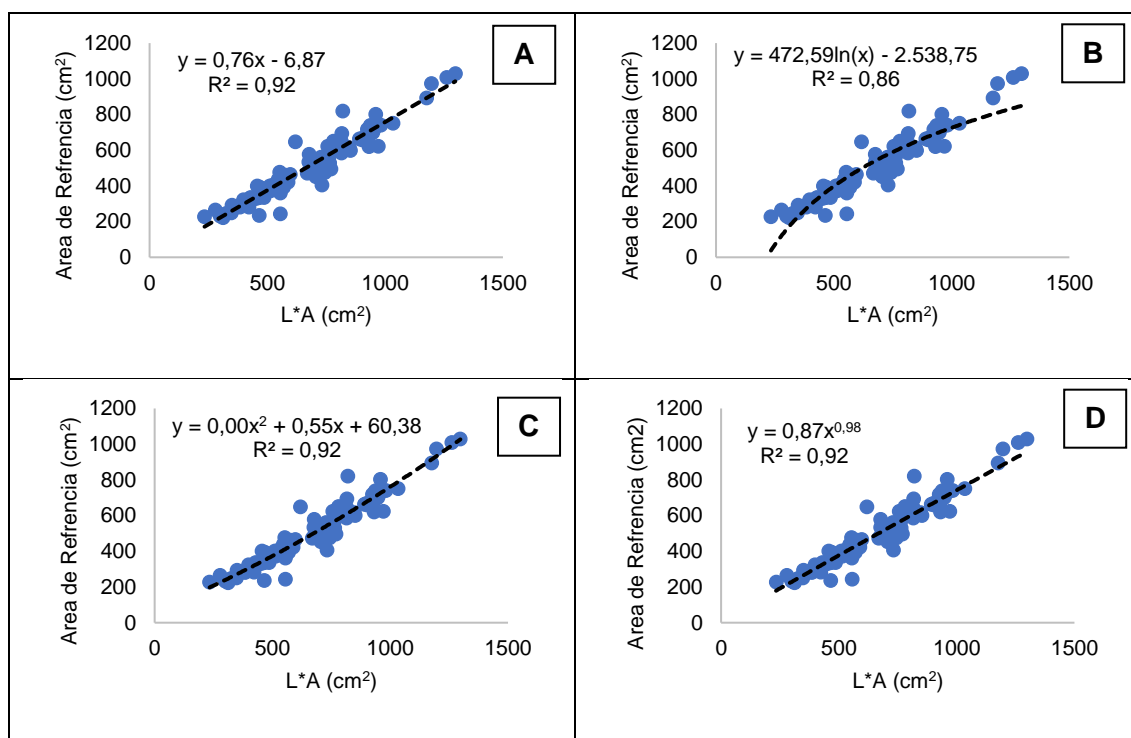 A
y = 0,76x - 6,87
R² = 0,92
Area de Refrencia (cm²)
1200
1000
800
600
400
200
0
0 500 1000 1500
L*A (cm²)
B
y = 472,59ln(x) - 2.538,75
R² = 0,86
Area de Refrencia (cm²)
1200
1000
800
600
400
200
0
0 500 1000 1500
L*A (cm²)
C
y = 0,00x² + 0,55x + 60,38
R² = 0,92
Area de Refrencia (cm²)
1200
1000
800
600
400
200
0
0 500 1000 1500
L*A (cm²)
D
y = 0,87x⁰,⁹⁸
R² = 0,92
Area de Refrencia (cm2)
1200
1000
800
600
400
200
0
0 500 1000 1500
L*A (cm²)